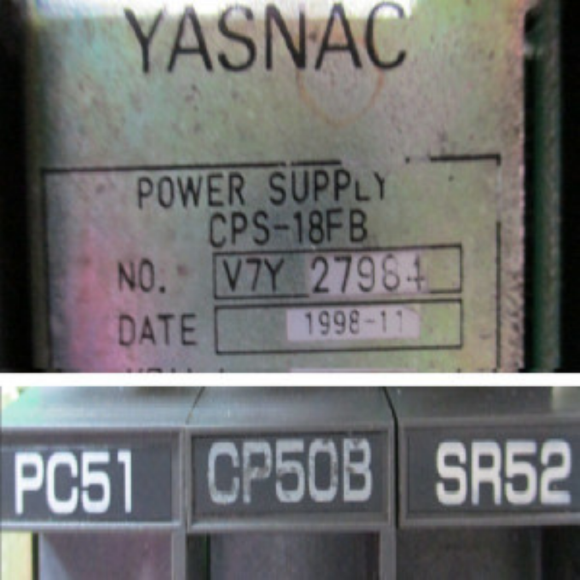 YASNAC
POWER SUPPLY
CPS-18FB
NO. V7Y 27984
DATE 1998-11
PC51 CP50B SR52